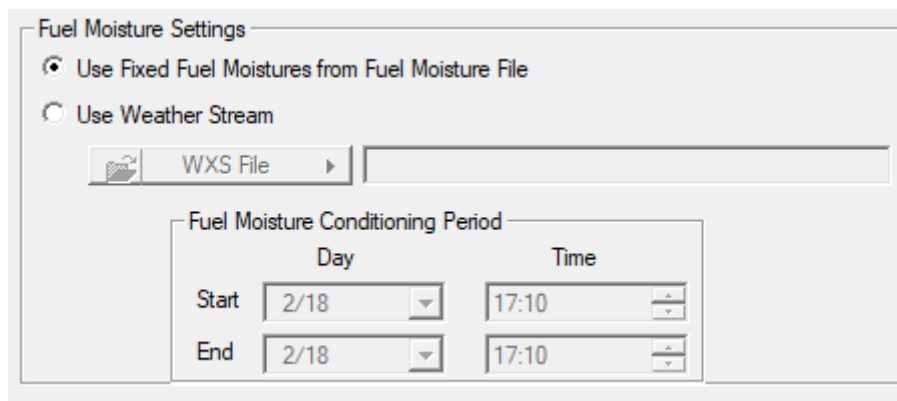 Fuel Moisture Settings
Use Fixed Fuel Moistures from Fuel Moisture File
Use Weather Stream
WXS File
Fuel Moisture Conditioning Period
Day Time
Start 2/18 17:10
End 2/18 17:10